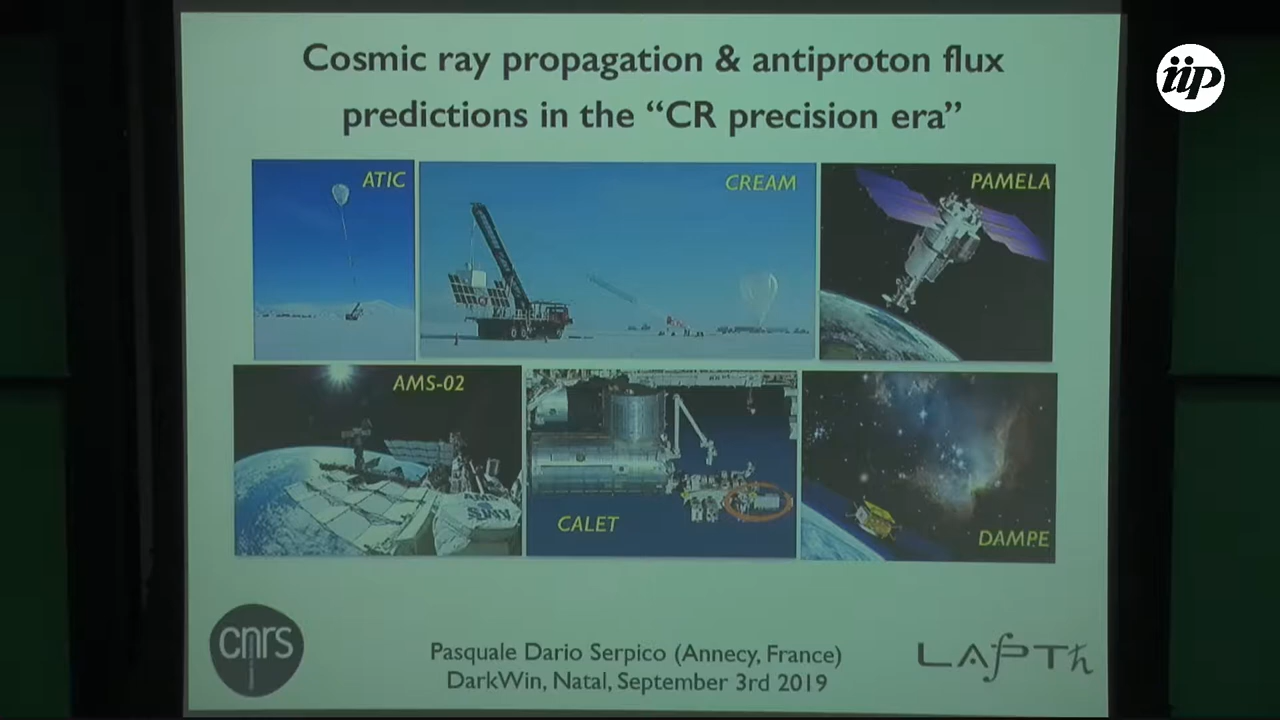 Cosmic ray propagation & antiproton flux
predictions in the “CR precision era”
iip
ATIC
CREAM
PAMELA
AMS-02
CALET
DAMPE
cnrs
Pasquale Dario Serpico (Annecy, France)
DarkWin, Natal, September 3rd 2019
LAPTh